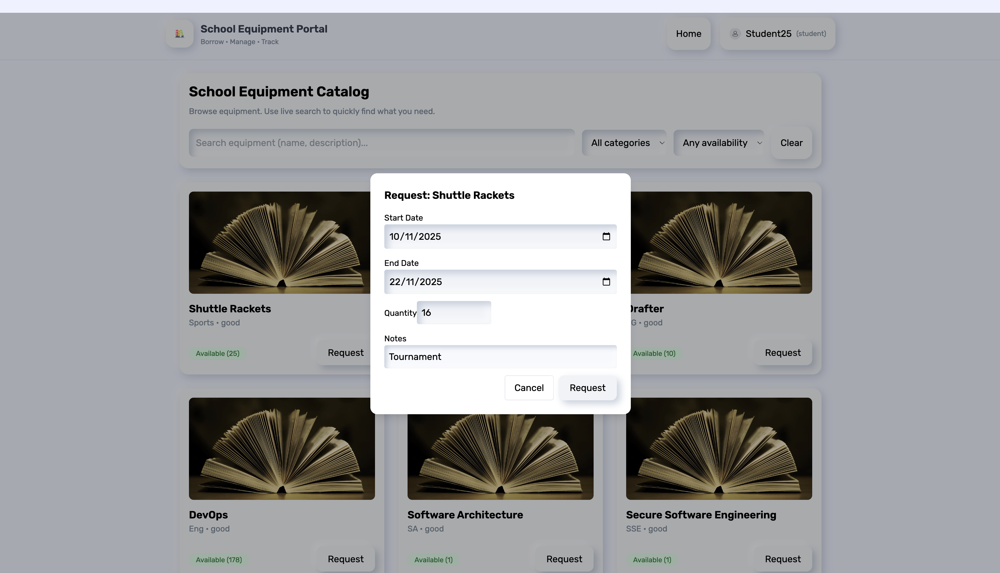 School Equipment Portal
Borrow • Manage • Track
Home
Student25 (student)
School Equipment Catalog
Browse equipment. Use live search to quickly find what you need.
Search equipment (name, description)...
All categories
Any availability
Clear
Request: Shuttle Rackets
Start Date
10/11/2025
End Date
22/11/2025
Quantity 16
Notes
Tournament
Cancel
Request
Shuttle Rackets
Sports • good
Available (25)
Request
Drafter
G • good
Available (10)
Request
DevOps
Eng • good
Available (178)
Request
Software Architecture
SA • good
Available (1)
Request
Secure Software Engineering
SSE • good
Available (1)
Request